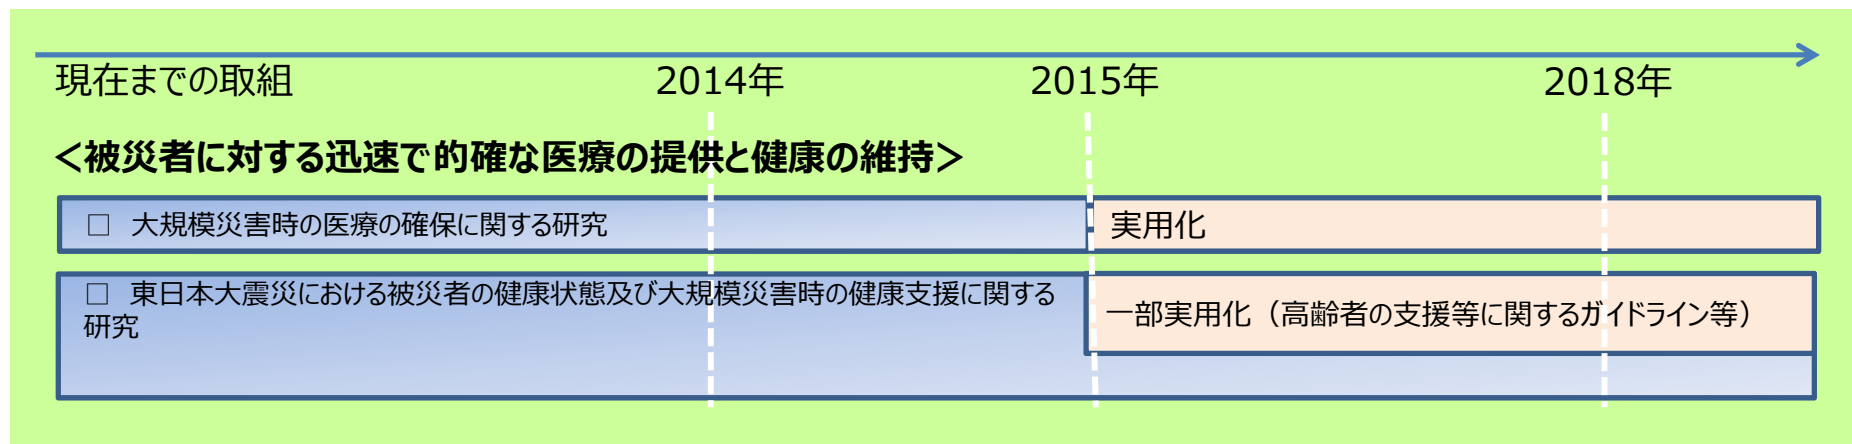 現在までの取組 2014年 2015年 2018年
＜被災者に対する迅速で的確な医療の提供と健康の維持＞
□ 大規模災害時の医療の確保に関する研究
実用化
□ 東日本大震災における被災者の健康状態及び大規模災害時の健康支援に関する
研究
一部実用化（高齢者の支援等に関するガイドライン等）